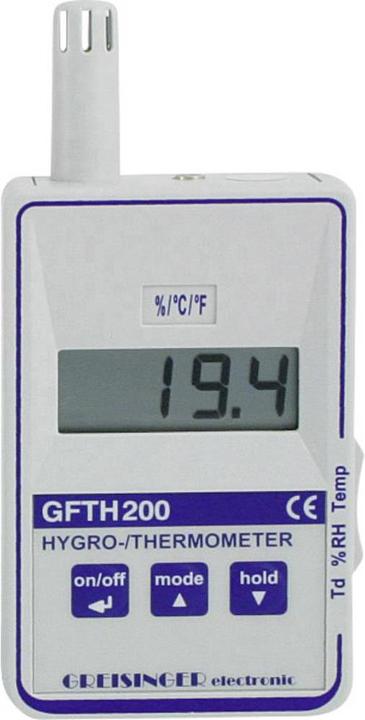 %/°C/°F
19.4
GFTH200 CE
HYGRO-/THERMOMETER
on/off mode hold
↵ ▲ ▼
Td %RH Temp
GREISINGER electronic